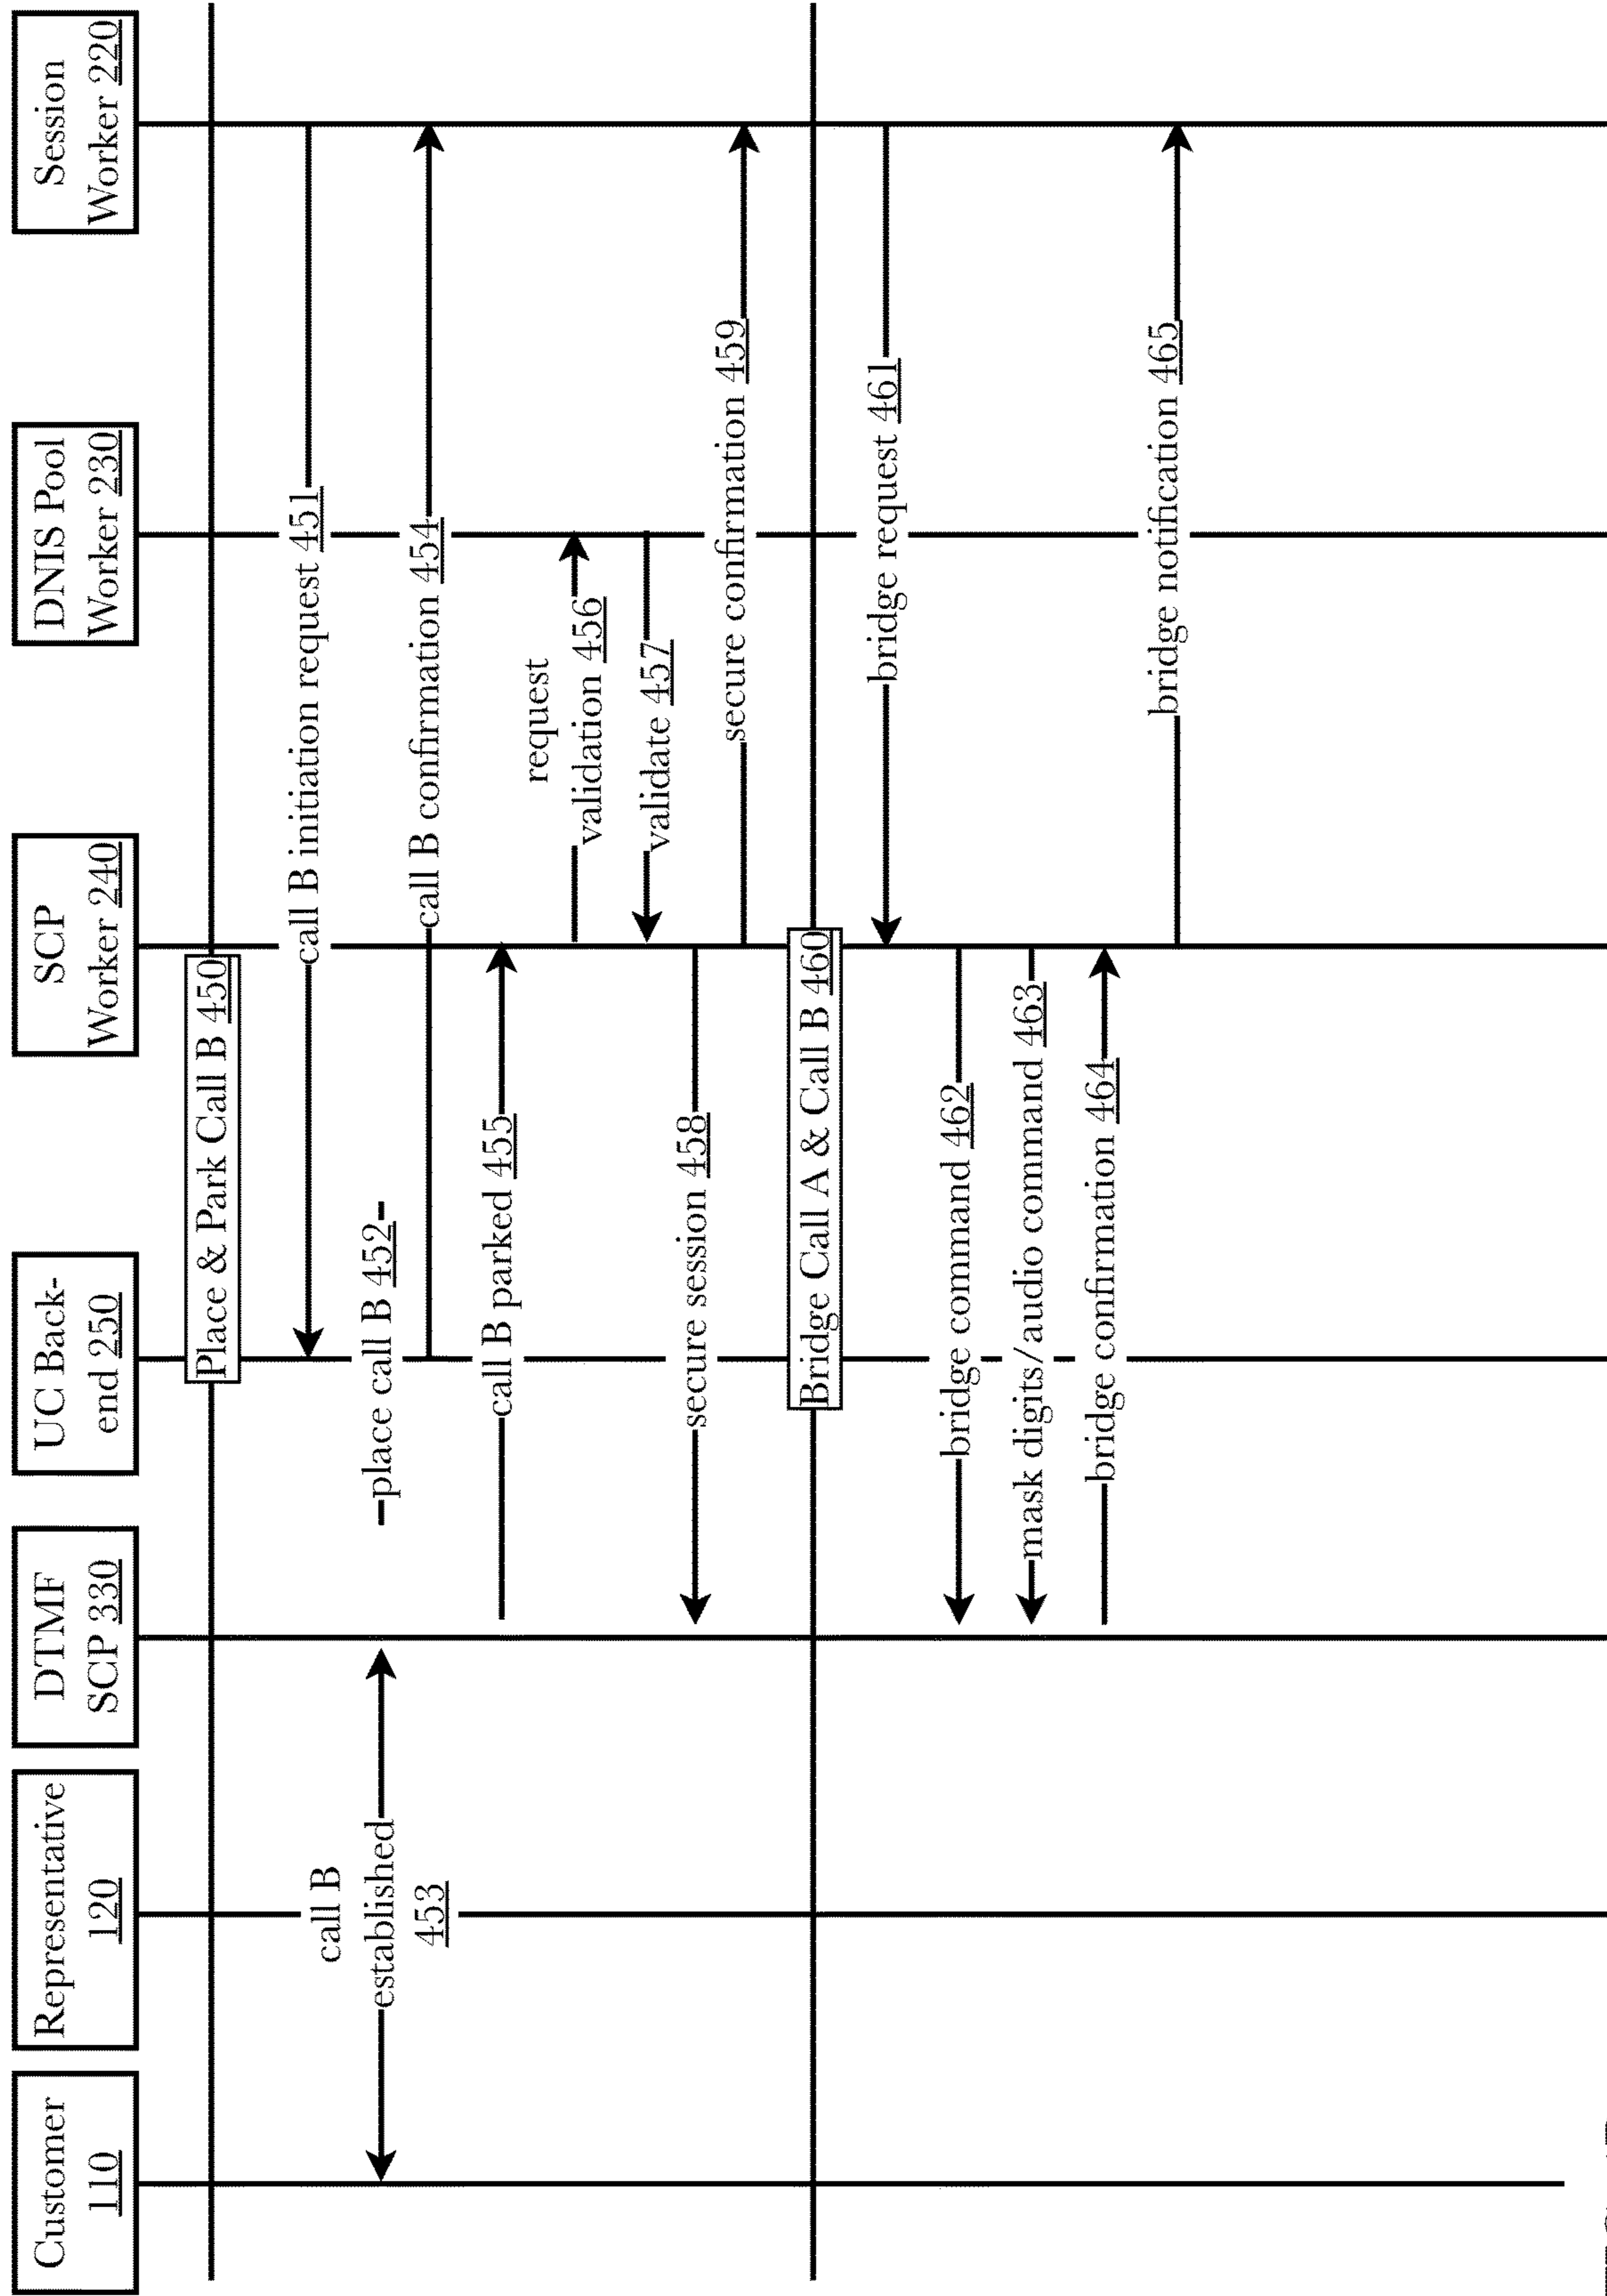 Customer
110
Representative
120
DTMF
SCP 330
UC Back-
end 250
SCP
Worker 240
DNIS Pool
Worker 230
Session
Worker 220
Place & Park Call B 450
call B initiation request 451
call B
established
453
place call B 452
call B confirmation 454
call B parked 455
request
validation 456
validate 457
secure session 458
secure confirmation 459
Bridge Call A & Call B 460
bridge request 461
bridge command 462
mask digits/audio command 463
bridge confirmation 464
bridge notification 465